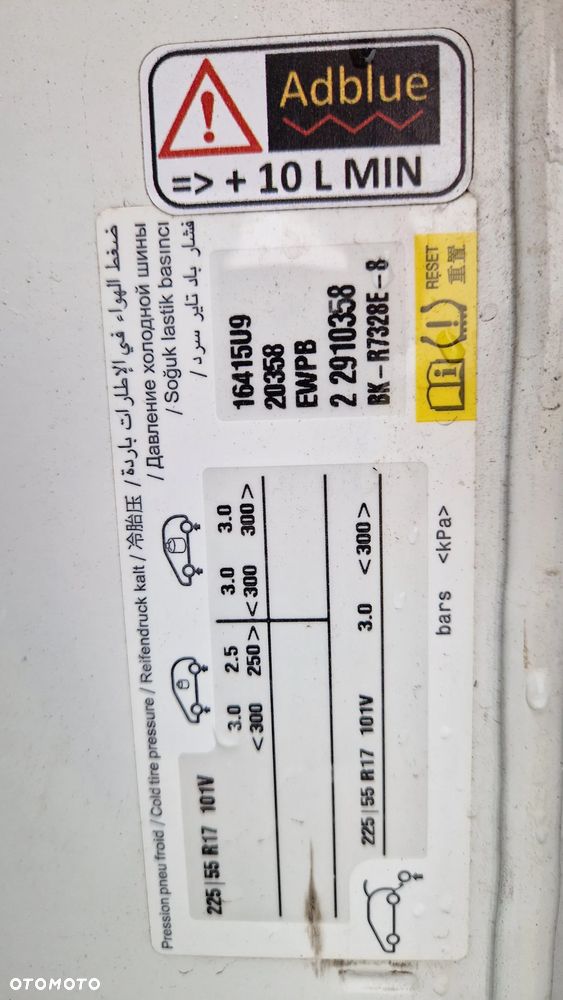 Adblue
=> + 10 L MIN
Pression pneu froid / Cold tire pressure / Reifendruck kalt / 冷胎压 / ضغط الهواء في الإطارات باردة
/ Давление холодной шины
/ Soğuk lastik basıncı
/ فشار باد تایر سرد
225 | 55 R17 101V 3.0 2.5 3.0 3.0
< 300 250 > < 300 300 >
225 | 55 R17 101V 3.0 < 300 >
bars <kPa>
16415U9
20358
EWPB
2 2910358
BK-R7328E-8
RESET
重置
OTOMOTO